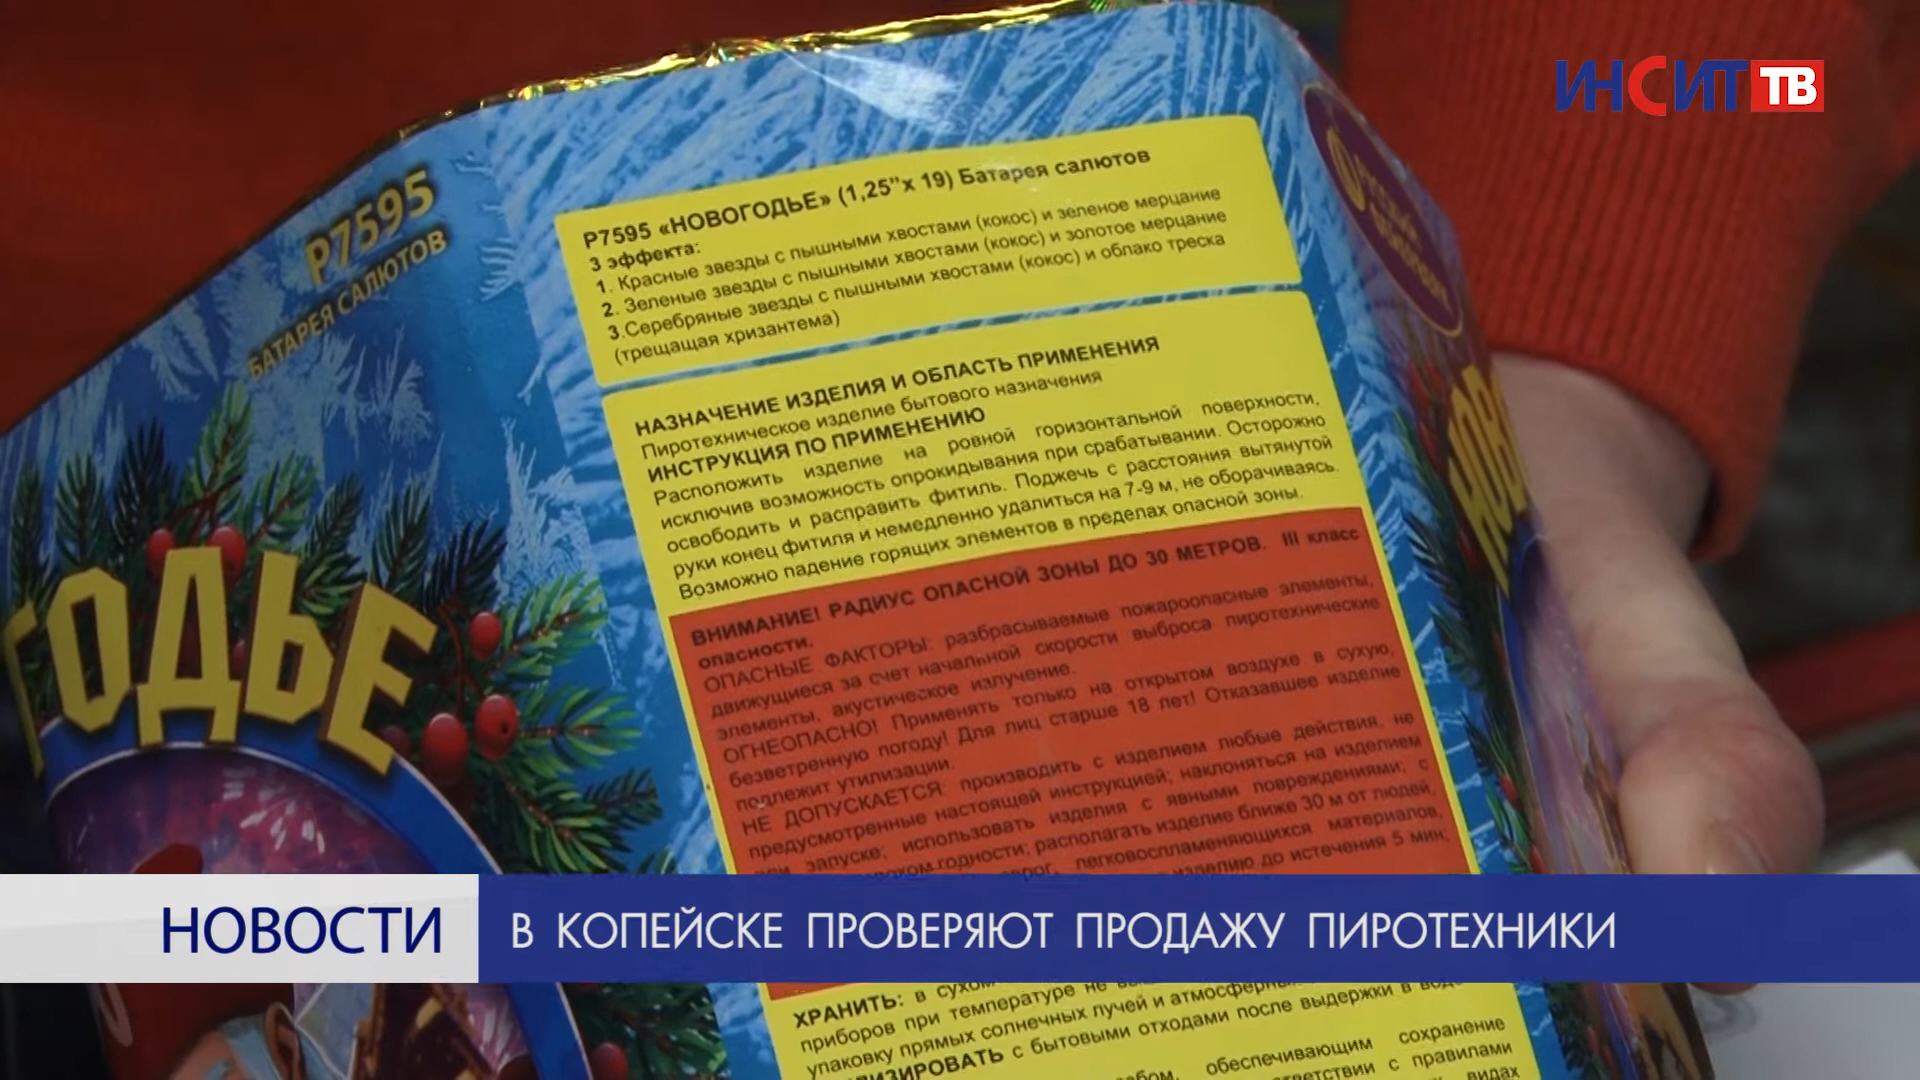 ИНСИТ ТВ
Р7595
БАТАРЕЯ САЛЮТОВ
ГОДЬЕ
Р7595 «НОВОГОДЬЕ» (1,25”х 19) Батарея салютов
3 эффекта:
1. Красные звезды с пышными хвостами (кокос) и зеленое мерцание
2. Зеленые звезды с пышными хвостами (кокос) и золотое мерцание
3.Серебряные звезды с пышными хвостами (кокос) и облако треска
(трещащая хризантема)
НАЗНАЧЕНИЕ ИЗДЕЛИЯ И ОБЛАСТЬ ПРИМЕНЕНИЯ
Пиротехническое изделие бытового назначения
ИНСТРУКЦИЯ ПО ПРИМЕНЕНИЮ
Расположить изделие на ровной горизонтальной поверхности,
исключив возможность опрокидывания при срабатывании. Осторожно
освободить и расправить фитиль. Поджечь с расстояния вытянутой
руки конец фитиля и немедленно удалиться на 7-9 м, не оборачиваясь.
Возможно падение горящих элементов в пределах опасной зоны.
ВНИМАНИЕ! РАДИУС ОПАСНОЙ ЗОНЫ ДО 30 МЕТРОВ. III класс
опасности.
ОПАСНЫЕ ФАКТОРЫ: разбрасываемые пожароопасные элементы,
движущиеся за счет начальной скорости выброса пиротехнические
элементы, акустическое излучение.
ОГНЕОПАСНО! Применять только на открытом воздухе в сухую,
безветренную погоду! Для лиц старше 18 лет! Отказавшее изделие
подлежит утилизации.
НЕ ДОПУСКАЕТСЯ: производить с изделием любые действия, не
предусмотренные настоящей инструкцией; наклоняться на изделием
при запуске; использовать изделия с явными повреждениями; с
годности; располагать изделие ближе 30 м от людей,
легковоспламеняющихся материалов,
изделию до истечения 5 мин;
НОВОСТИ В КОПЕЙСКЕ ПРОВЕРЯЮТ ПРОДАЖУ ПИРОТЕХНИКИ
ХРАНИТЬ: в сухом
приборов при температуре не
упаковку прямых солнечных лучей и
с бытовыми отходами после выдержки в
обеспечивающим сохранение
с правилами
видах